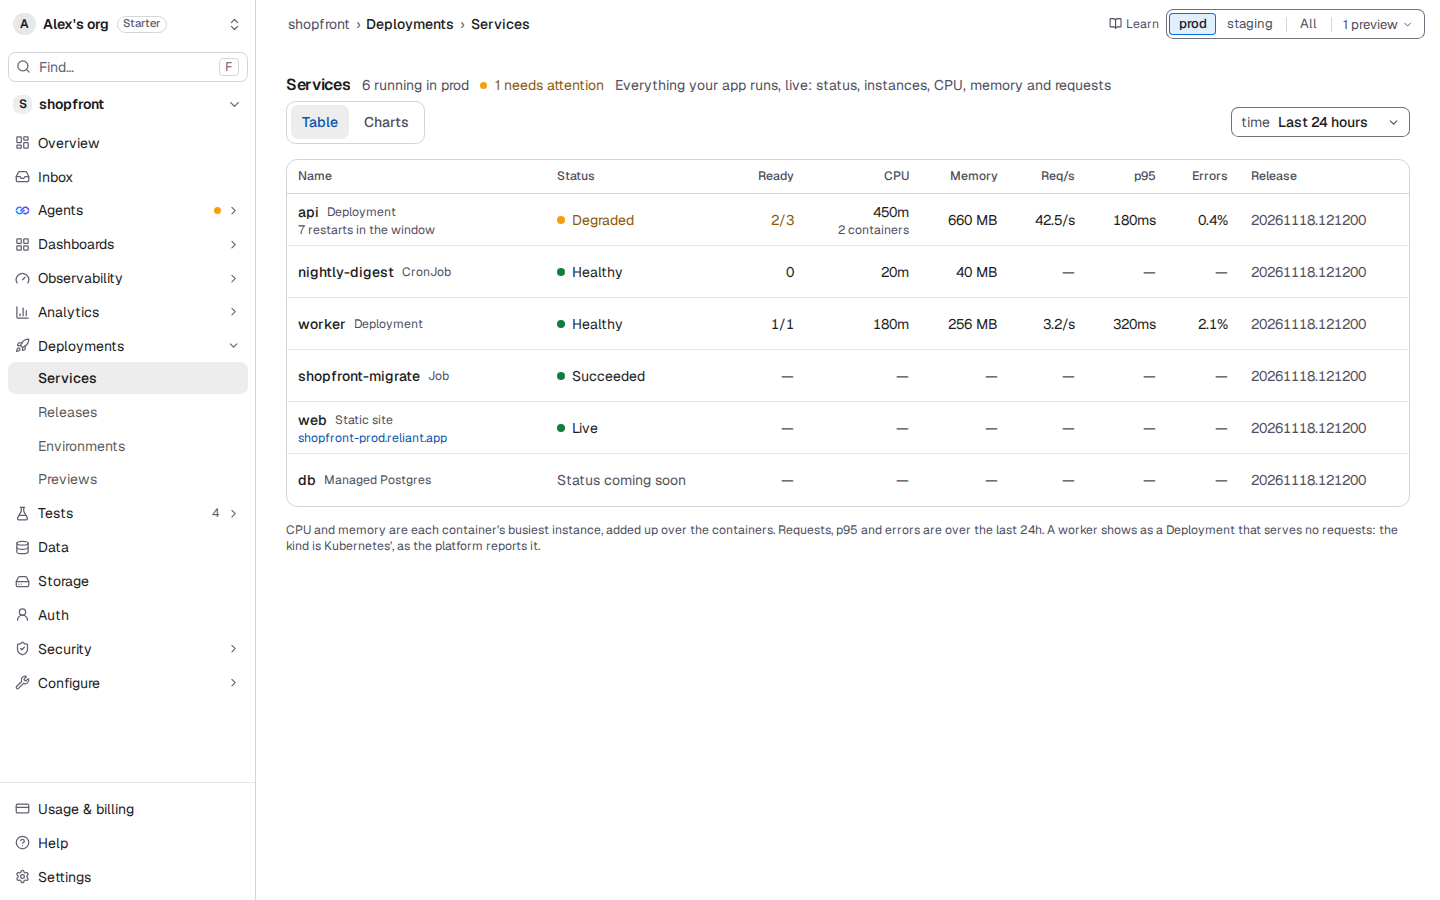 A Alex's org Starter
Find... F
S shopfront
Overview
Inbox
Agents
Dashboards
Observability
Analytics
Deployments
Services
Releases
Environments
Previews
Tests 4
Data
Storage
Auth
Security
Configure
Usage & billing
Help
Settings
shopfront › Deployments › Services
Learn prod staging All 1 preview
Services 6 running in prod 1 needs attention Everything your app runs, live: status, instances, CPU, memory and requests
Table Charts
time Last 24 hours
Name Status Ready CPU Memory Req/s p95 Errors Release
api Deployment Degraded 2/3 450m 660 MB 42.5/s 180ms 0.4% 20261118.121200
7 restarts in the window 2 containers
nightly-digest CronJob Healthy 0 20m 40 MB — — — 20261118.121200
worker Deployment Healthy 1/1 180m 256 MB 3.2/s 320ms 2.1% 20261118.121200
shopfront-migrate Job Succeeded — — — — — — 20261118.121200
web Static site Live — — — — — — 20261118.121200
shopfront-prod.reliant.app
db Managed Postgres Status coming soon — — — — — — 20261118.121200
CPU and memory are each container's busiest instance, added up over the containers. Requests, p95 and errors are over the last 24h. A worker shows as a Deployment that serves no requests: the
kind is Kubernetes', as the platform reports it.